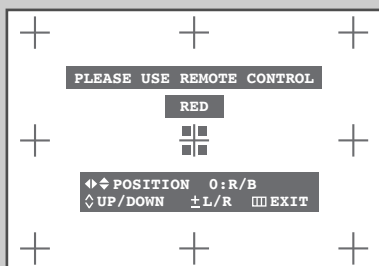 PLEASE USE REMOTE CONTROL
RED
POSITION 0:R/B
UP/DOWN ±L/R EXIT